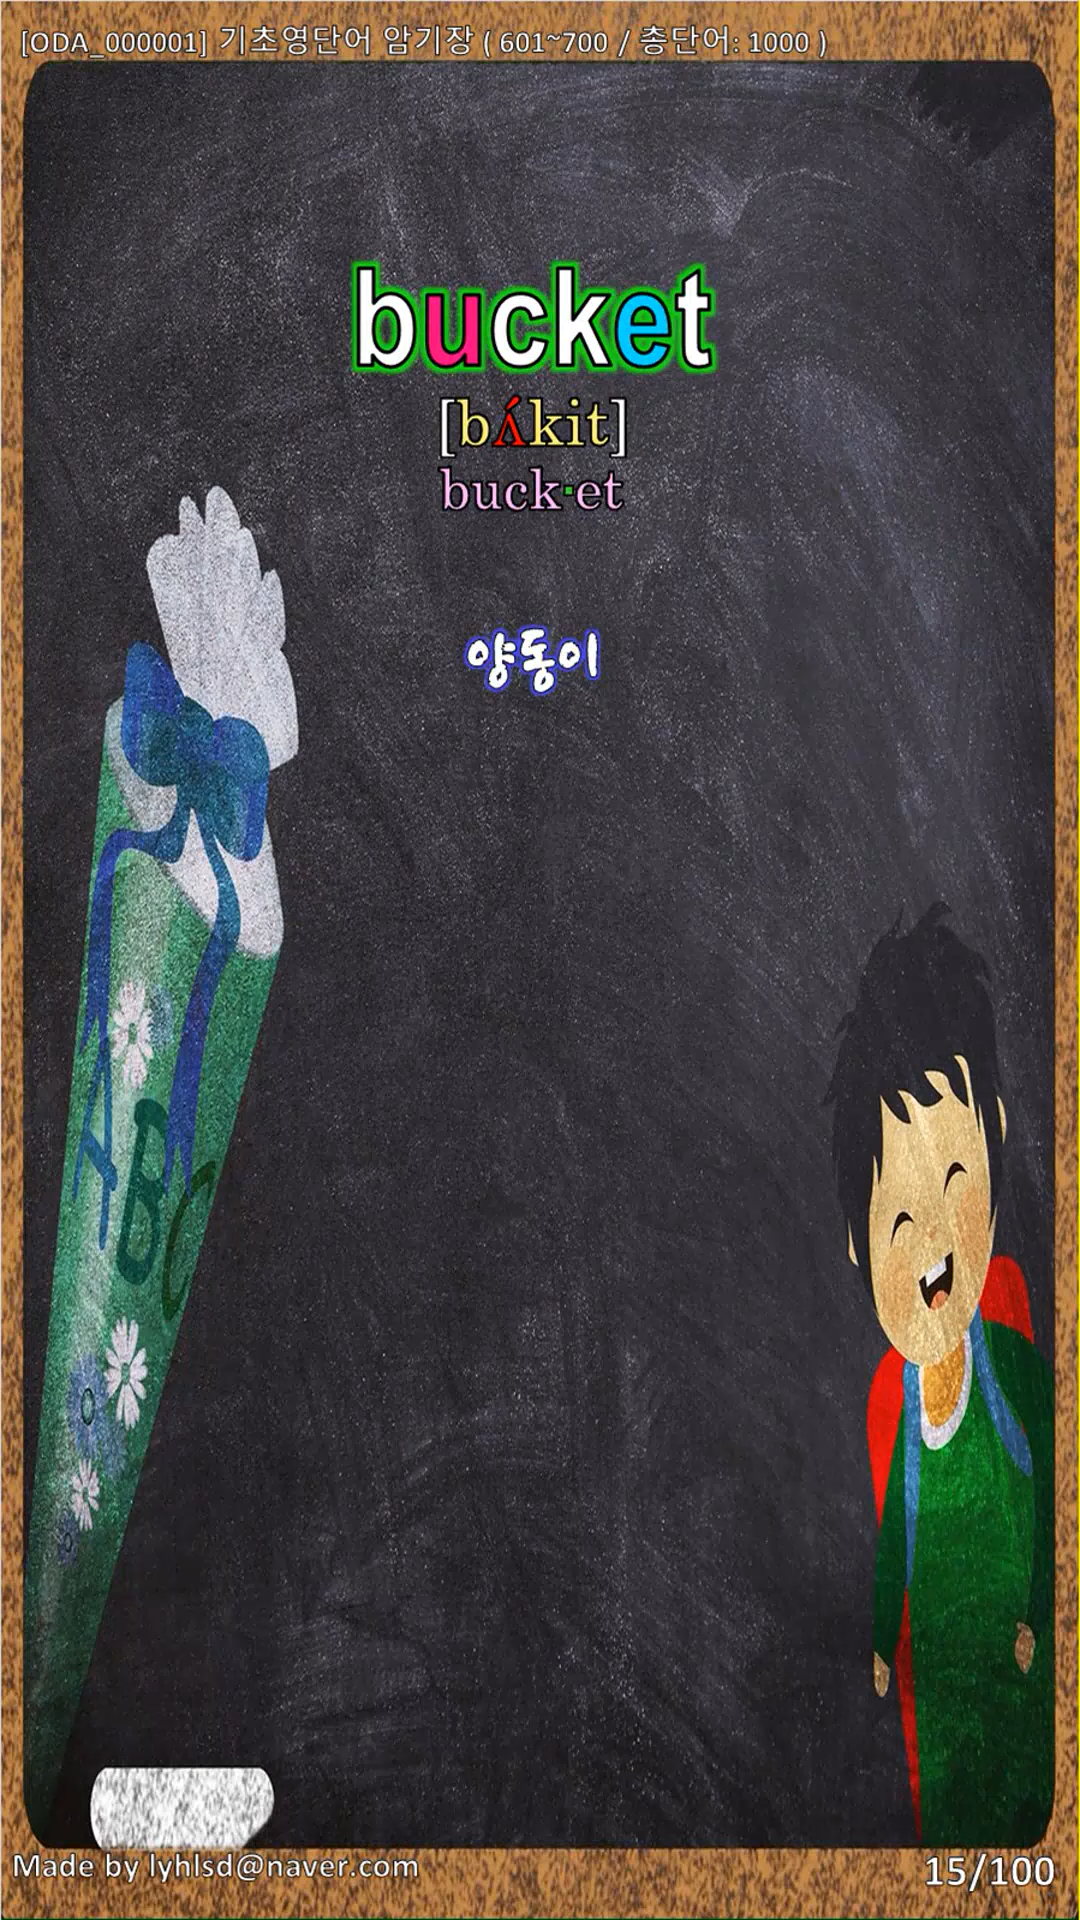 [ODA_000001] 기초영단어 암기장 ( 601~700 / 총단어: 1000 )
bucket
[bʌ́kit]
buck·et
양동이
A
B
C
Made by lyhlsd@naver.com
15/100